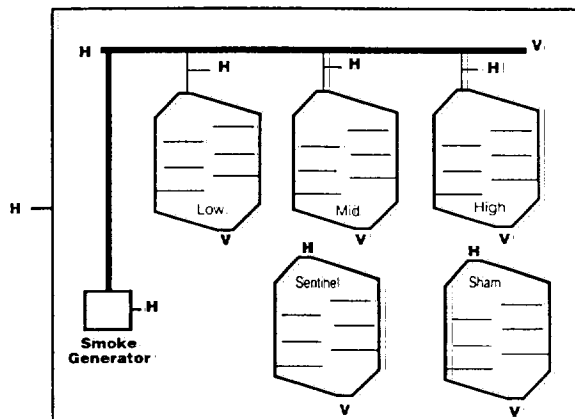 H V
H H H
Low. Mid High
V V V
H
H H
Sentinel Sham
H
Smoke
Generator
V V